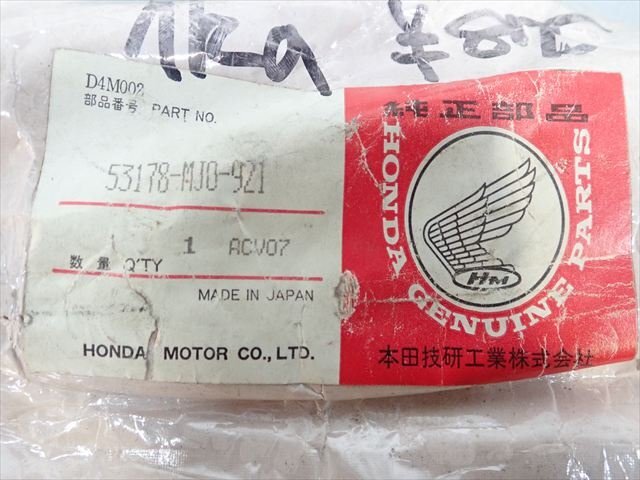 D4M002
部品番号 PART NO.
53178-MJ0-921
1 ACV07
数量 Q'TY
MADE IN JAPAN
HONDA MOTOR CO., LTD.
純正部品
HONDA GENUINE PARTS
HM
本田技研工業株式会社